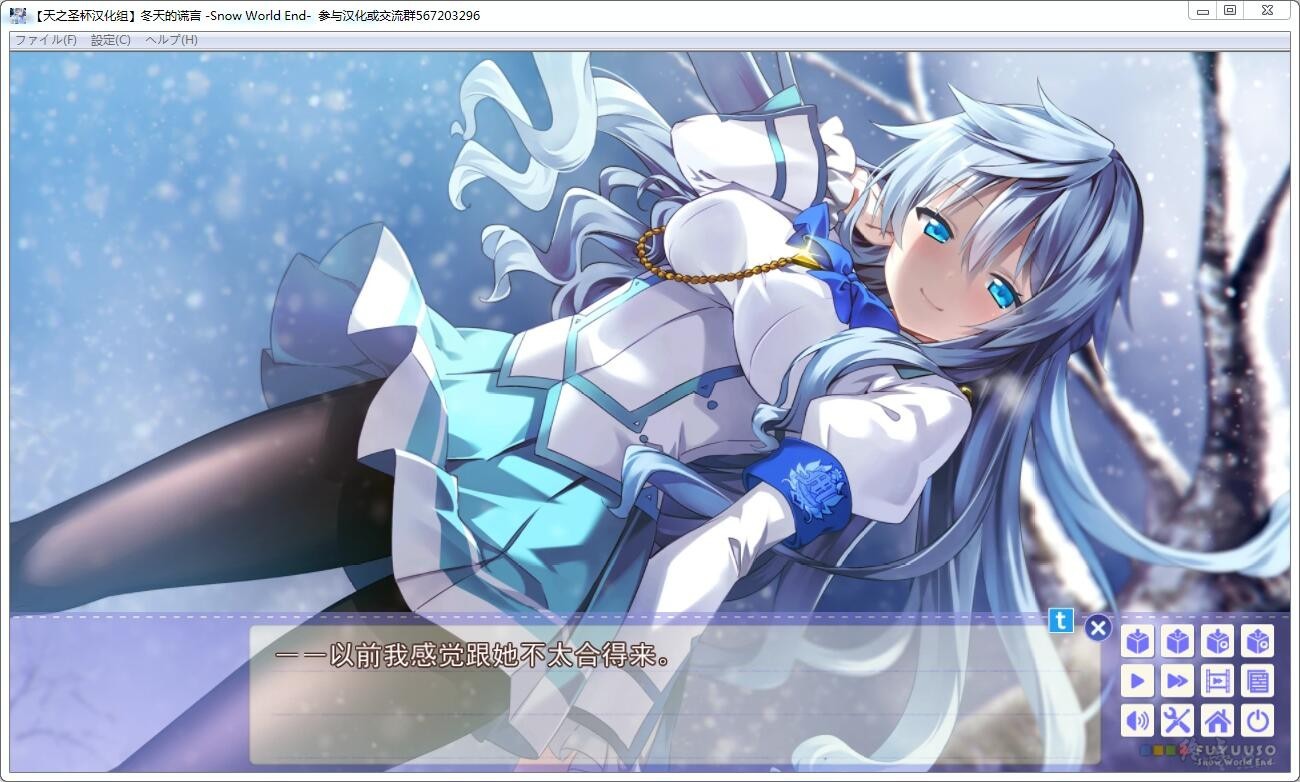 【天之圣杯汉化组】冬天的谎言 -Snow World End-  参与汉化或交流群567203296
ファイル(F) 設定(C) ヘルプ(H)
——以前我感觉跟她不太合得来。
t
FUYUUSO
-Snow World End-